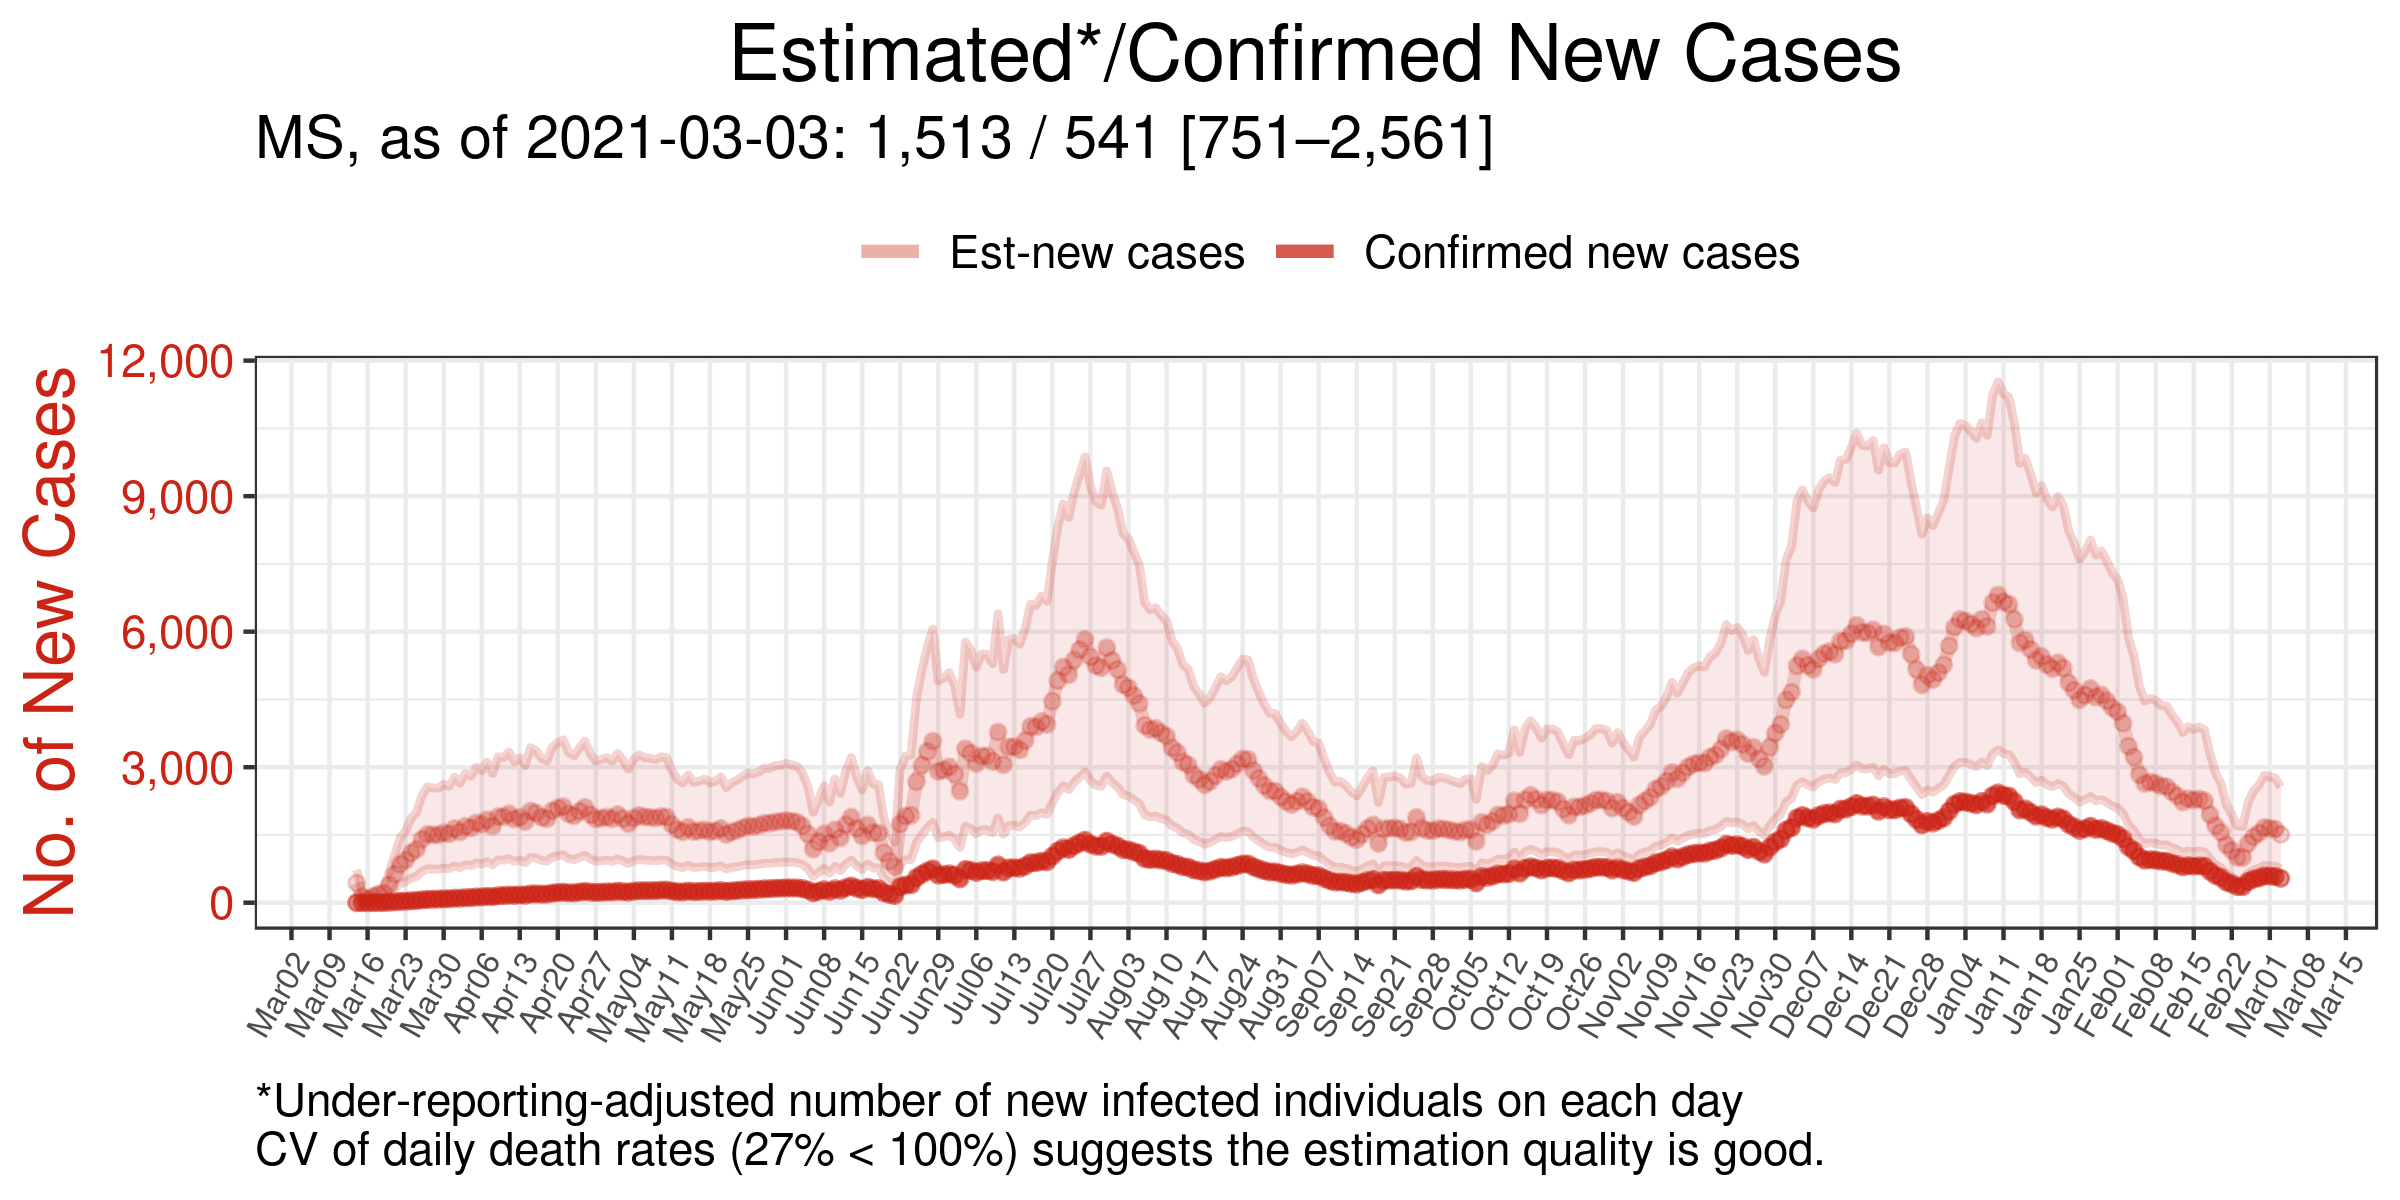 Estimated*/Confirmed New Cases
MS, as of 2021-03-03: 1,513 / 541 [751–2,561]
Est-new cases Confirmed new cases
No. of New Cases
12,000
9,000
6,000
3,000
0
Mar02 Mar09 Mar16 Mar23 Mar30 Apr06 Apr13 Apr20 Apr27 May04 May11 May18 May25 Jun01 Jun08 Jun15 Jun22 Jun29 Jul06 Jul13 Jul20 Jul27 Aug03 Aug10 Aug17 Aug24 Aug31 Sep07 Sep14 Sep21 Sep28 Oct05 Oct12 Oct19 Oct26 Nov02 Nov09 Nov16 Nov23 Nov30 Dec07 Dec14 Dec21 Dec28 Jan04 Jan11 Jan18 Jan25 Feb01 Feb08 Feb15 Feb22 Mar01 Mar08 Mar15
*Under-reporting-adjusted number of new infected individuals on each day
CV of daily death rates (27% < 100%) suggests the estimation quality is good.